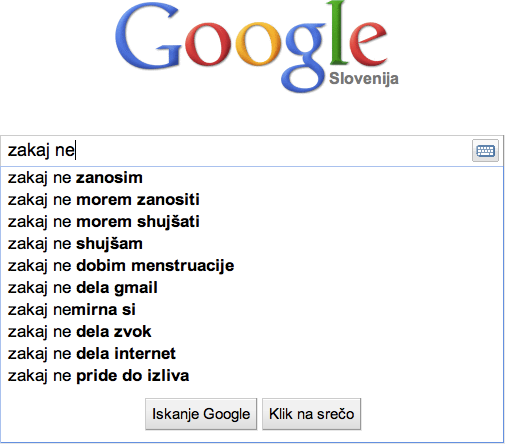 Google
Slovenija
zakaj ne
zakaj ne zanosim
zakaj ne morem zanositi
zakaj ne morem shujšati
zakaj ne shujšam
zakaj ne dobim menstruacije
zakaj ne dela gmail
zakaj nemirna si
zakaj ne dela zvok
zakaj ne dela internet
zakaj ne pride do izliva
Iskanje Google Klik na srečo